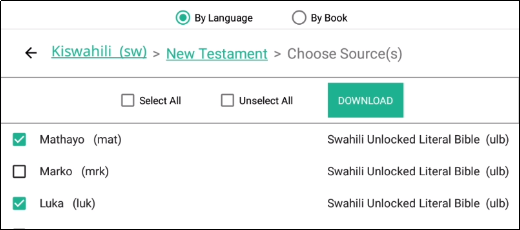 By Language By Book
Kiswahili (sw) > New Testament > Choose Source(s)
Select All Unselect All DOWNLOAD
Mathayo (mat) Swahili Unlocked Literal Bible (ulb)
Marko (mrk) Swahili Unlocked Literal Bible (ulb)
Luka (luk) Swahili Unlocked Literal Bible (ulb)